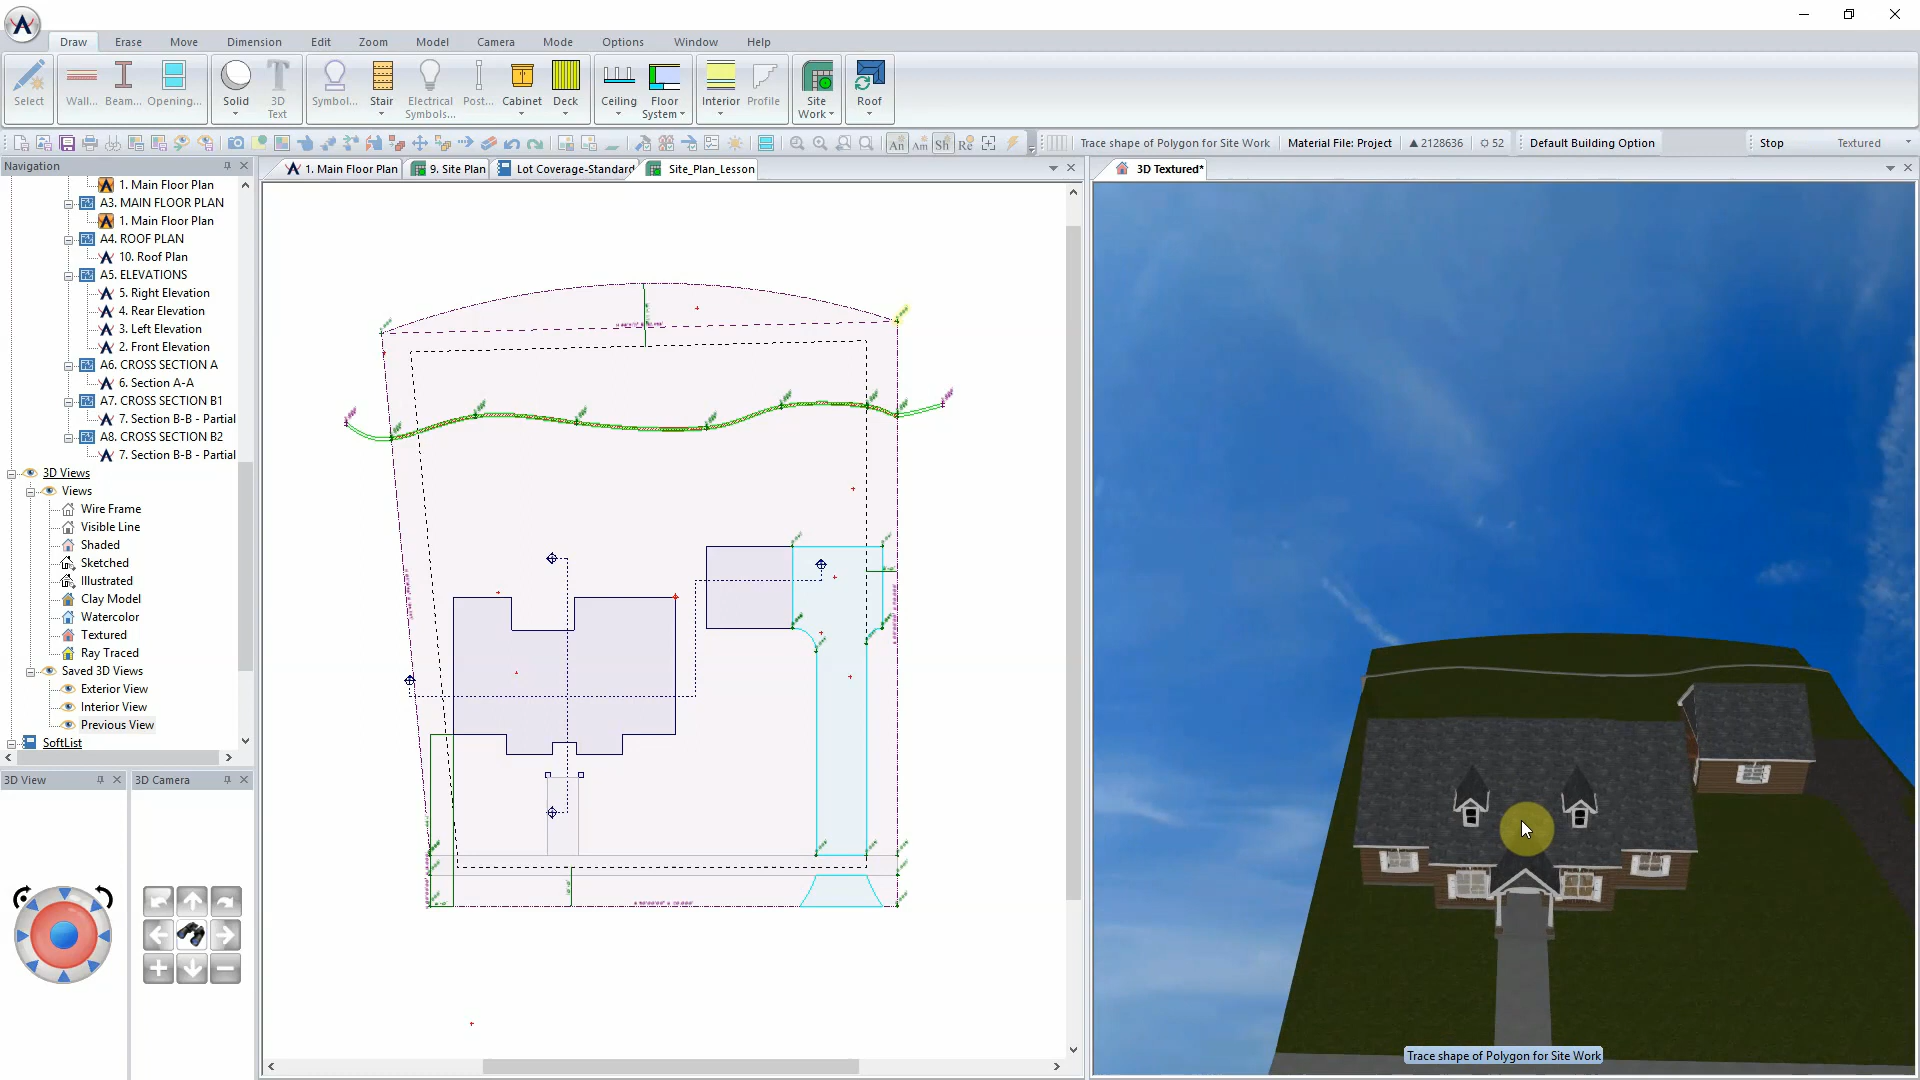 Draw Erase Move Dimension Edit Zoom Model Camera Mode Options Window Help
Select Wall... Beam... Opening... Solid 3D Text Symbol... Stair Electrical Symbols... Post... Cabinet Deck Ceiling Floor System Interior Profile Site Work Roof
An Am Sh Re Trace shape of Polygon for Site Work Material File: Project 2128636 52 Default Building Option Stop Textured
Navigation
1. Main Floor Plan
A3. MAIN FLOOR PLAN
1. Main Floor Plan
A4. ROOF PLAN
10. Roof Plan
A5. ELEVATIONS
5. Right Elevation
4. Rear Elevation
3. Left Elevation
2. Front Elevation
A6. CROSS SECTION A
6. Section A-A
A7. CROSS SECTION B1
7. Section B-B - Partial
A8. CROSS SECTION B2
7. Section B-B - Partial
3D Views
Views
Wire Frame
Visible Line
Shaded
Sketched
Illustrated
Clay Model
Watercolor
Textured
Ray Traced
Saved 3D Views
Exterior View
Interior View
Previous View
SoftList
3D View
3D Camera
1. Main Floor Plan 9. Site Plan Lot Coverage-Standard Site_Plan_Lesson
3D Textured*
Trace shape of Polygon for Site Work